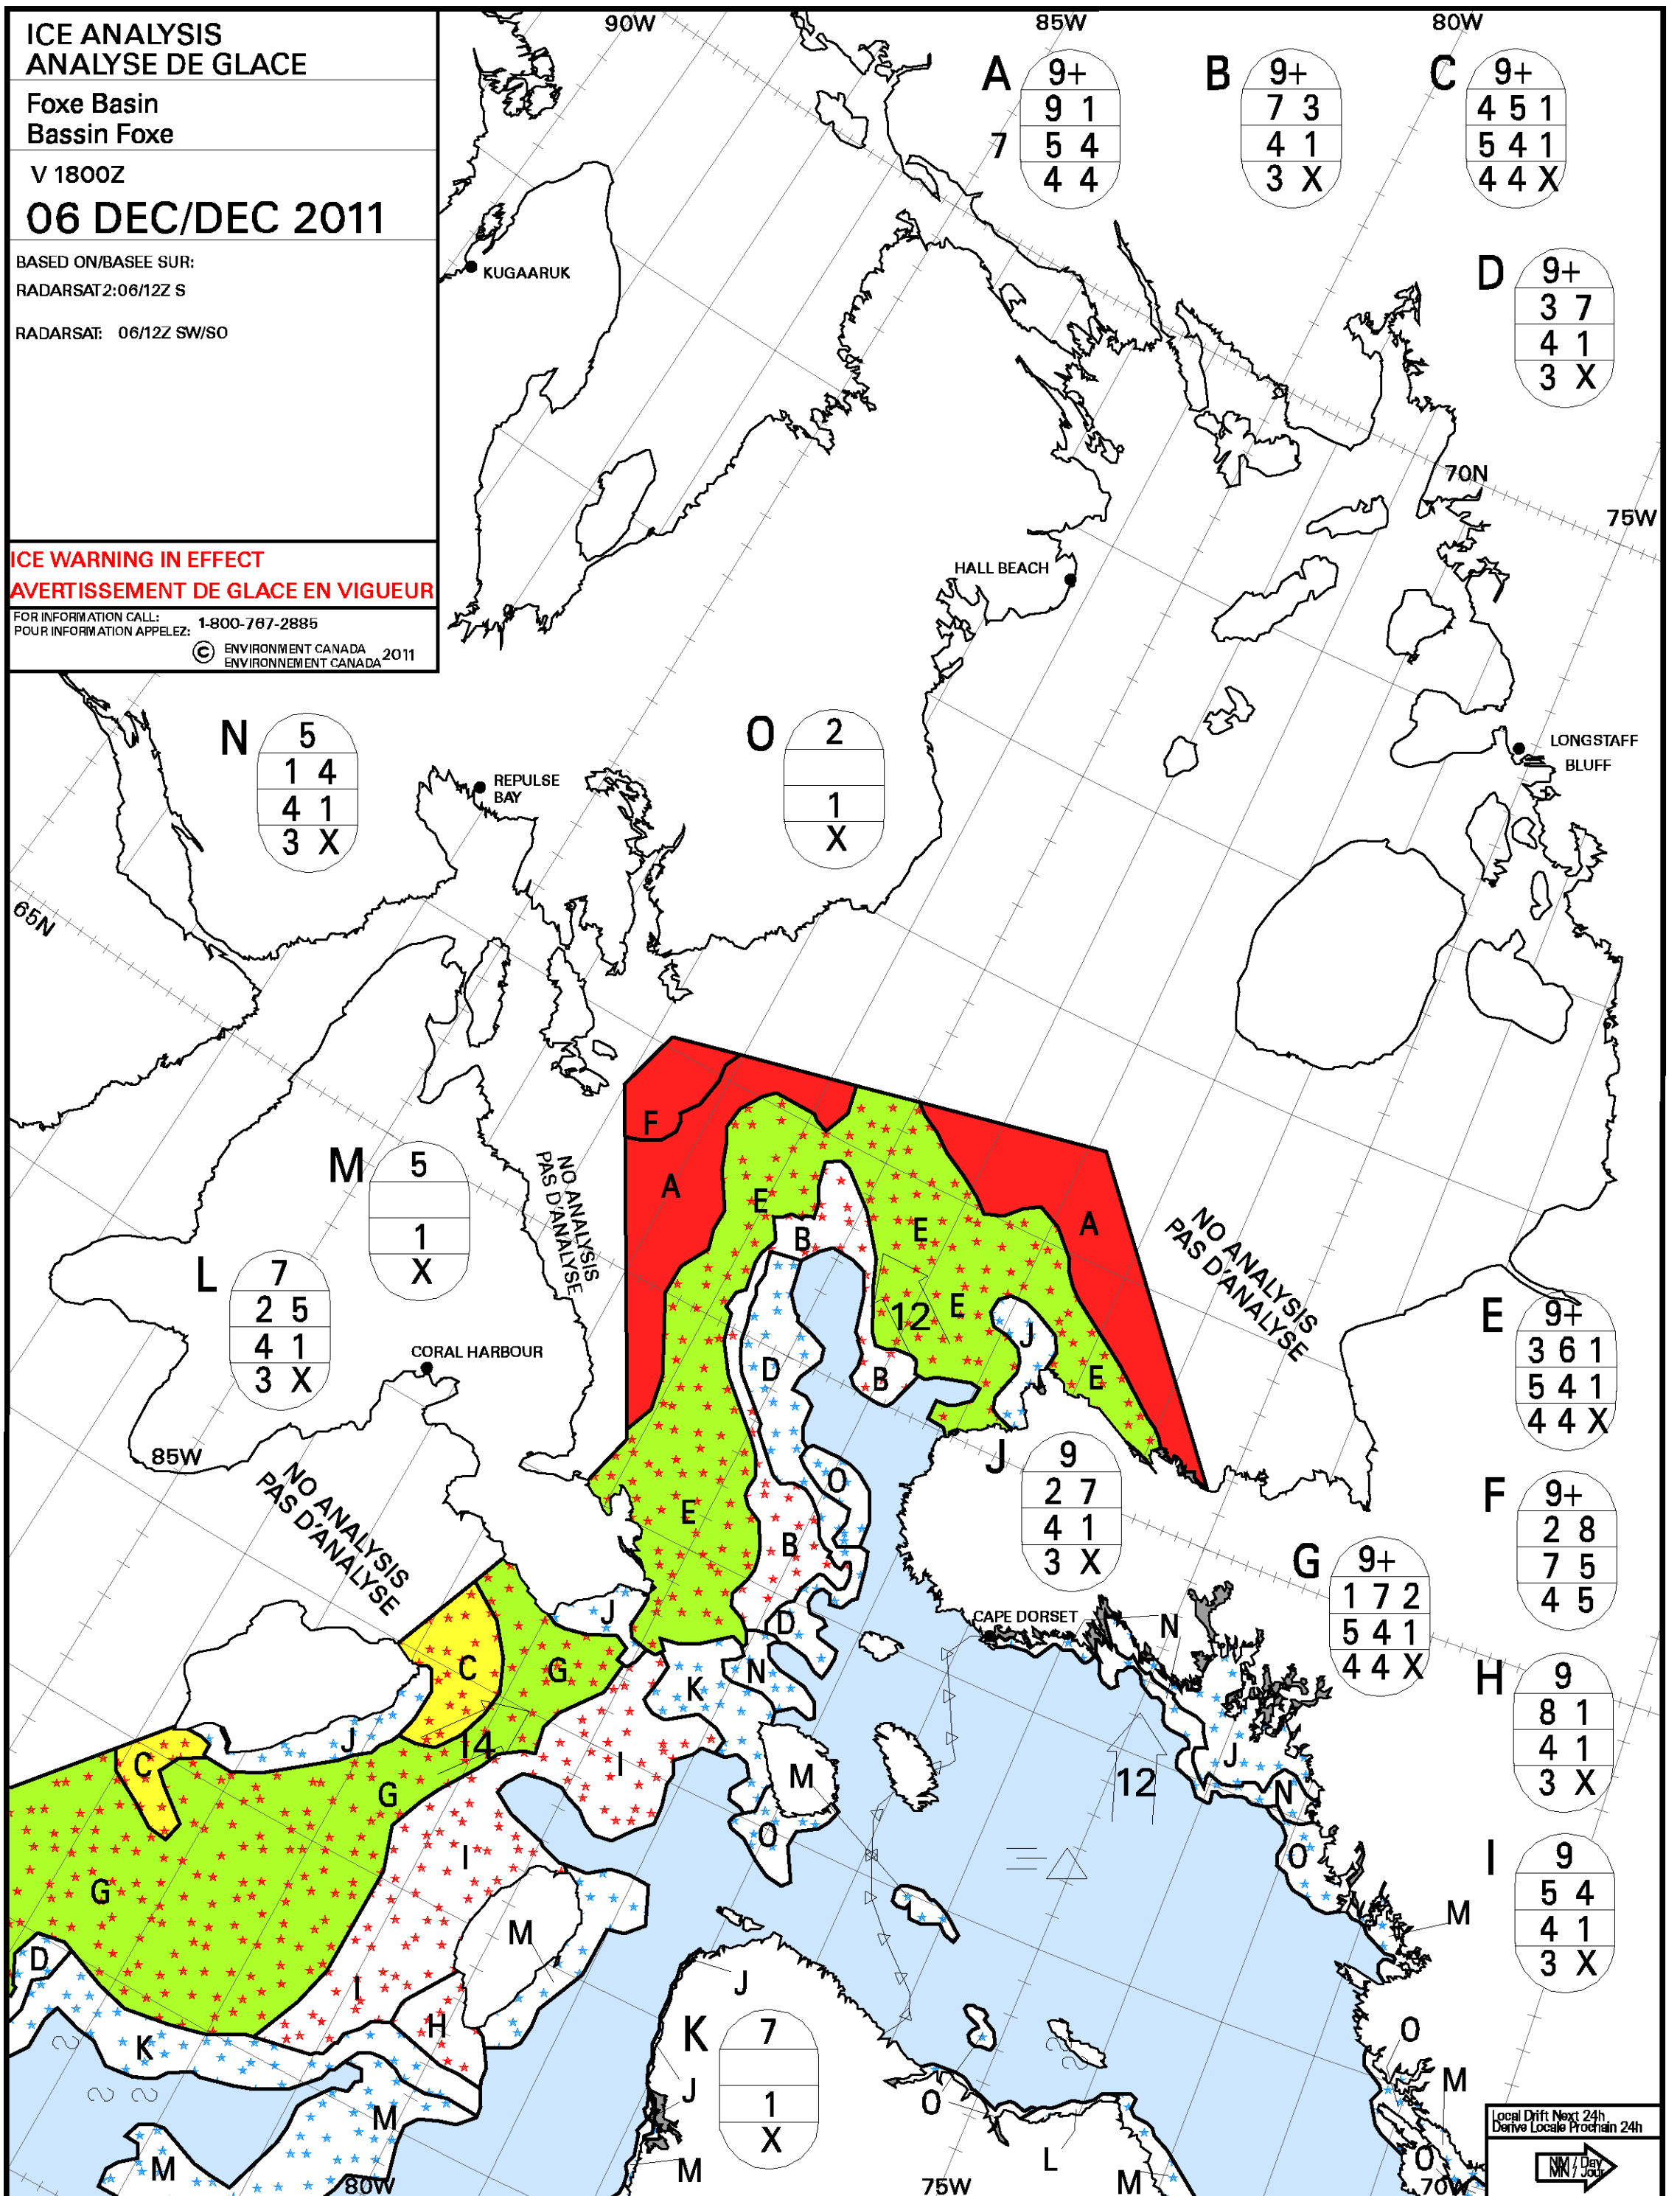 ICE ANALYSIS
ANALYSE DE GLACE
Foxe Basin
Bassin Foxe
V 1800Z
06 DEC/DEC 2011
BASED ON/BASEE SUR:
RADARSAT2:06/12Z S
RADARSAT: 06/12Z SW/SO
ICE WARNING IN EFFECT
AVERTISSEMENT DE GLACE EN VIGUEUR
FOR INFORMATION CALL:
POUR INFORMATION APPELEZ: 1-800-767-2885
© ENVIRONMENT CANADA
ENVIRONNEMENT CANADA 2011
90W
85W
80W
A
9+
9 1
7 5 4
4 4
B
9+
7 3
4 1
3 X
C
9+
4 5 1
5 4 1
4 4 X
D
9+
3 7
4 1
3 X
KUGAARUK
70N
75W
HALL BEACH
LONGSTAFF
BLUFF
N
5
1 4
4 1
3 X
REPULSE
BAY
O
2
1
X
65N
M
5
1
X
L
7
2 5
4 1
3 X
CORAL HARBOUR
85W
NO ANALYSIS
PAS D'ANALYSE
NO ANALYSIS
PAS D'ANALYSE
NO ANALYSIS
PAS D'ANALYSE
F
A
E
B
E
A
12
E
D
J
B
E
E
9+
3 6 1
5 4 1
4 4 X
J
9
2 7
4 1
3 X
F
9+
2 8
7 5
4 5
G
9+
1 7 2
5 4 1
4 4 X
H
9
8 1
4 1
3 X
I
9
5 4
4 1
3 X
O
E
B
J
D
CAPE DORSET
N
C
G
K
N
J
C
14
G
I
M
12
J
N
O
I
O
G
M
M
D
I
J
H
K
K
7
1
X
O
J
M
O
M
M
M
L
M
O
80W
75W
70W
Local Drift Next 24h
Derive Locale Prochain 24h
NM / Day
MN / Jour